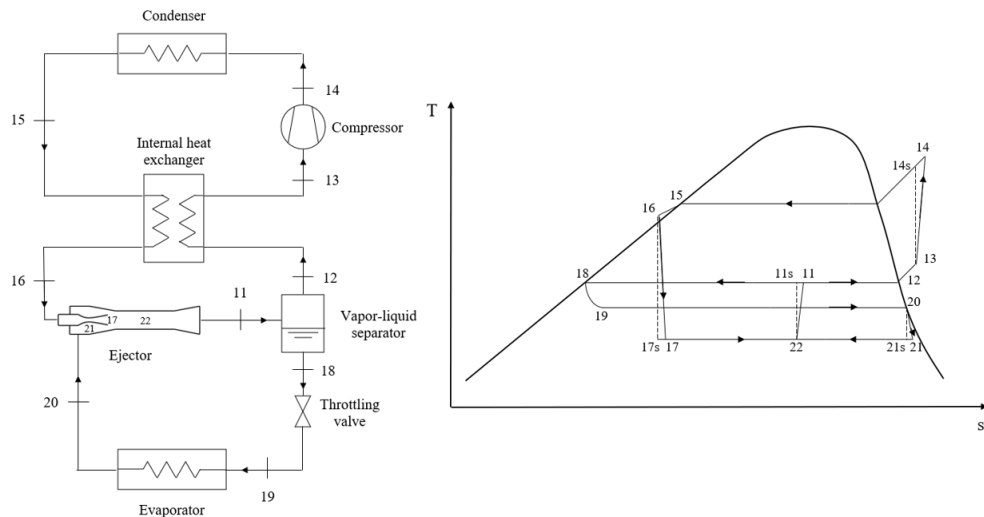 Condenser
14
Compressor
15
Internal heat
exchanger
13
16
12
11
17
21
22
Ejector
Vapor-liquid
separator
18
20
Throttling
valve
19
Evaporator
T
14
14s
15
16
13
18
11s 11
12
20
19
17s 17
22
21s 21
s